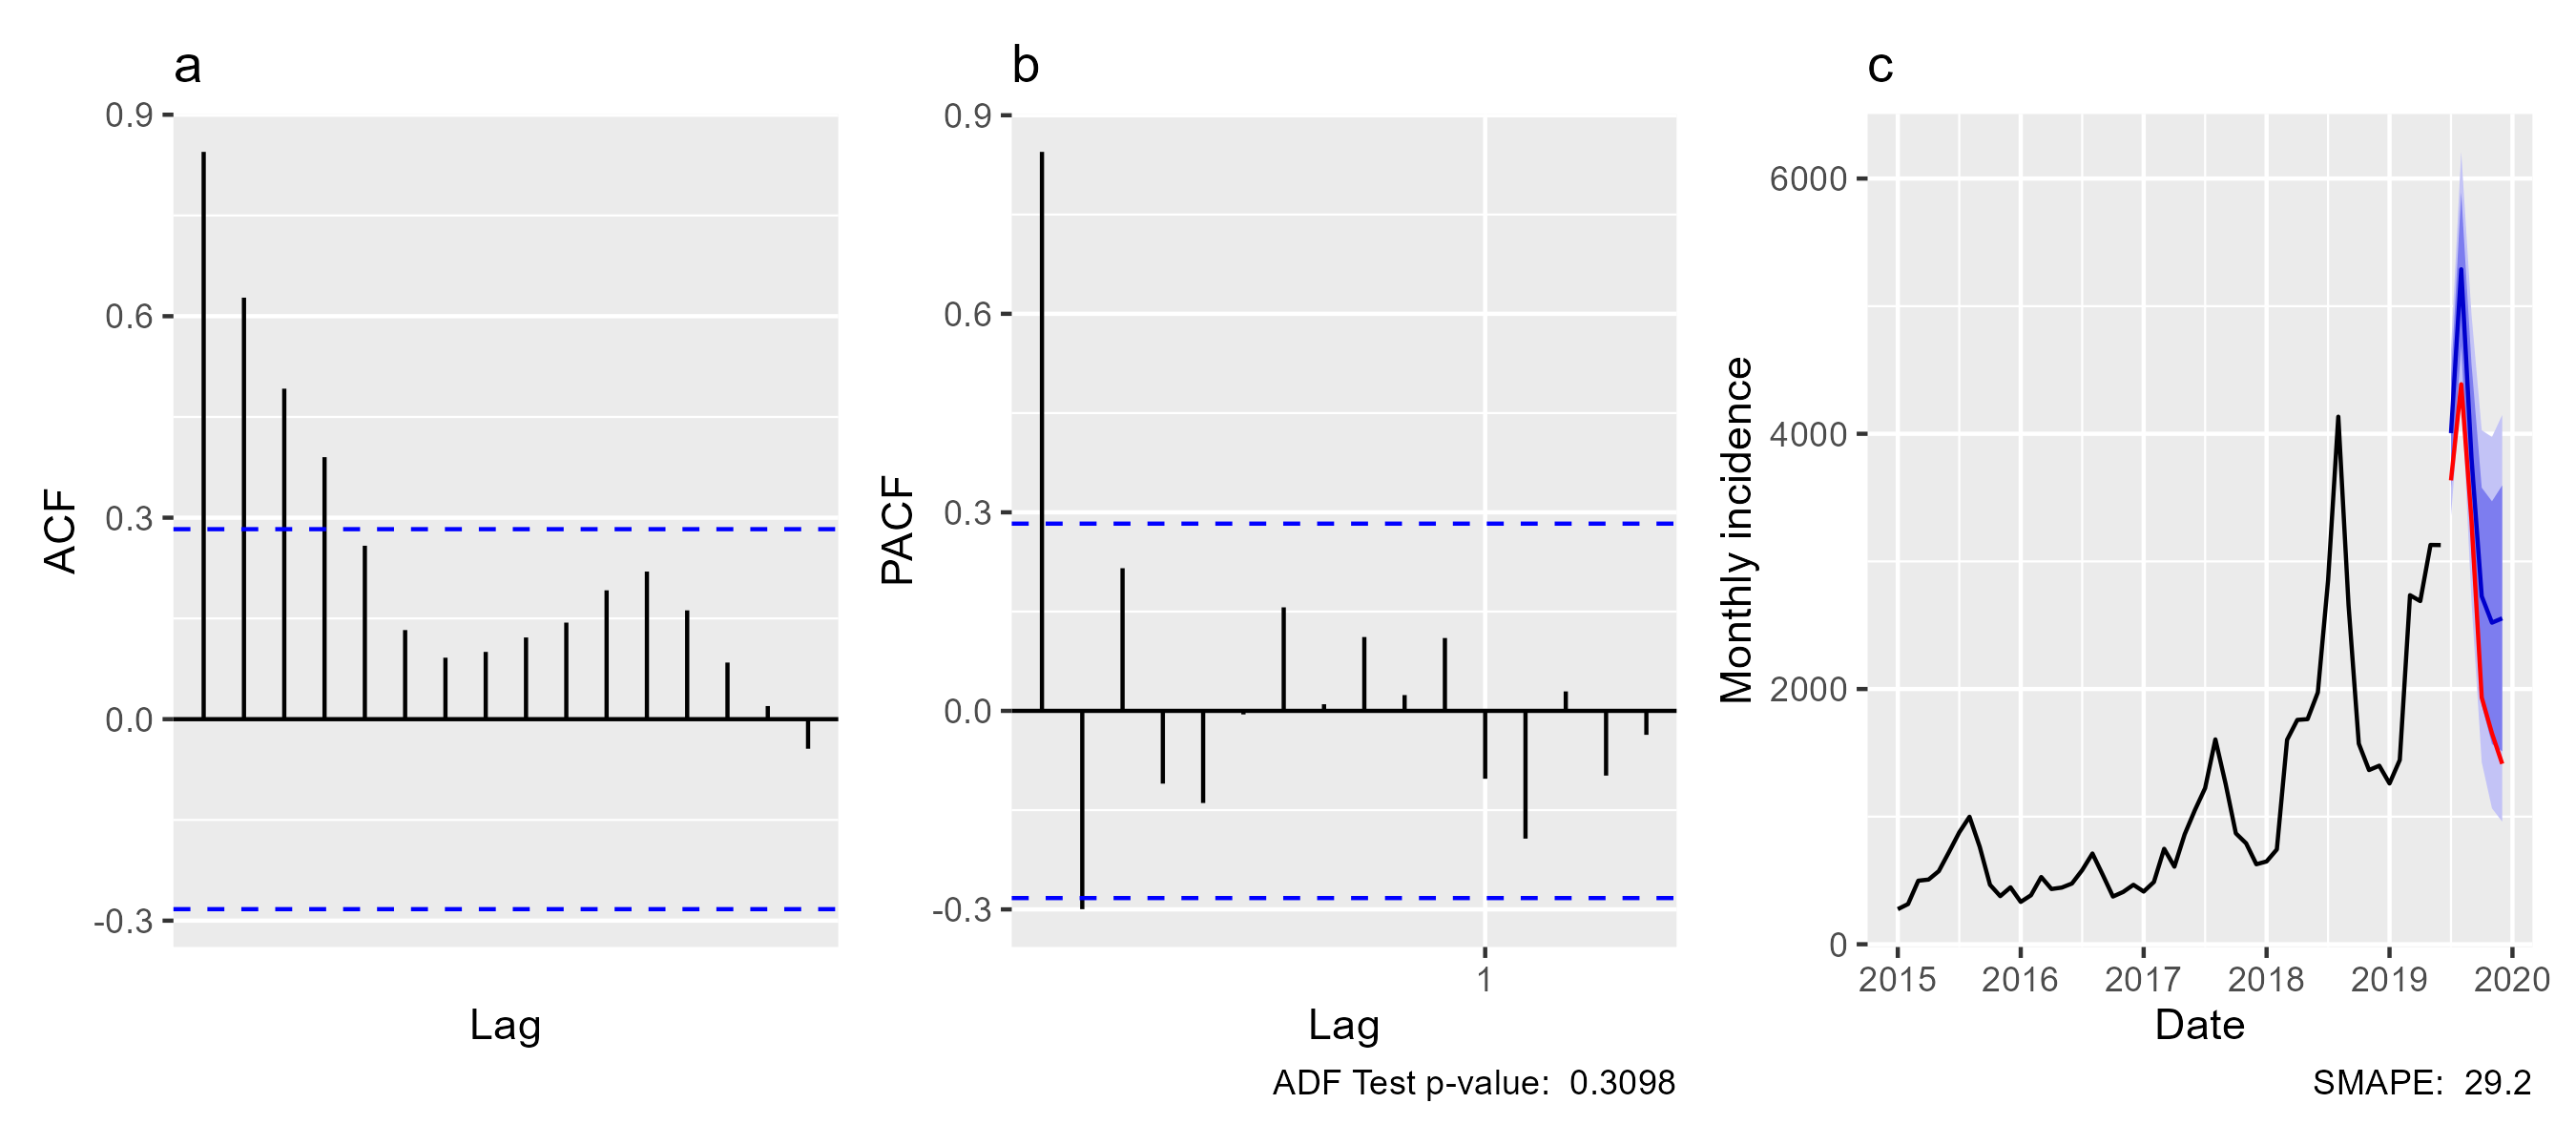 a
0.9
0.6
0.3
0.0
-0.3
ACF
Lag
b
0.9
0.6
0.3
0.0
-0.3
PACF
1
Lag
ADF Test p-value: 0.3098
c
6000
4000
2000
0
Monthly incidence
2015 2016 2017 2018 2019 2020
Date
SMAPE: 29.2